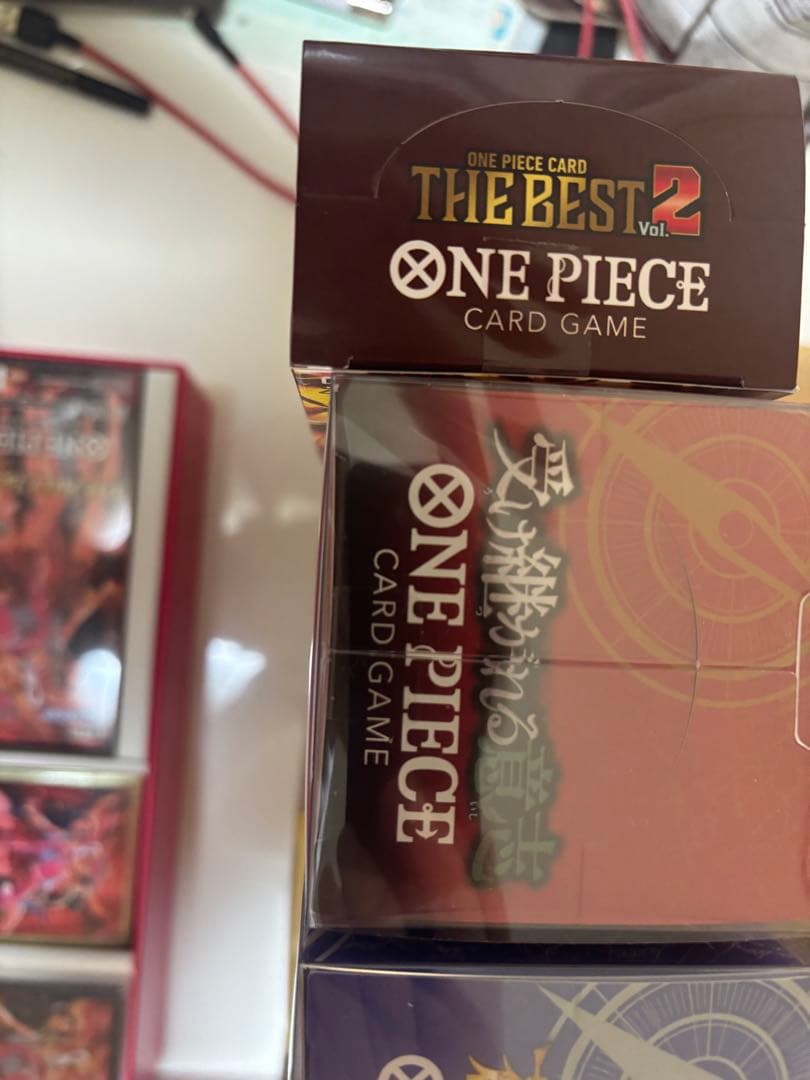 ONE PIECE CARD
THE BEST
Vol.2
ONE PIECE
CARD GAME
受け継がれる意志
ONE PIECE
CARD GAME